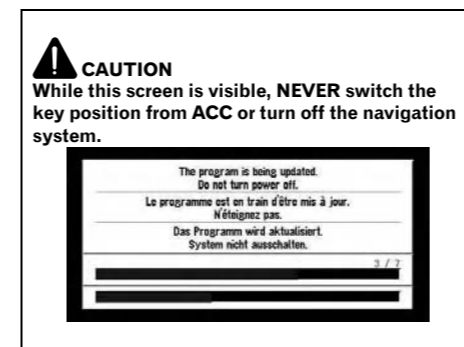 CAUTION
While this screen is visible, NEVER switch the
key position from ACC or turn off the navigation
system.
The program is being updated.
Do not turn power off.
Le programme est en train d'être mis à jour.
N'éteignez pas.
Das Programm wird aktualisiert.
System nicht ausschalten.
3 / 7